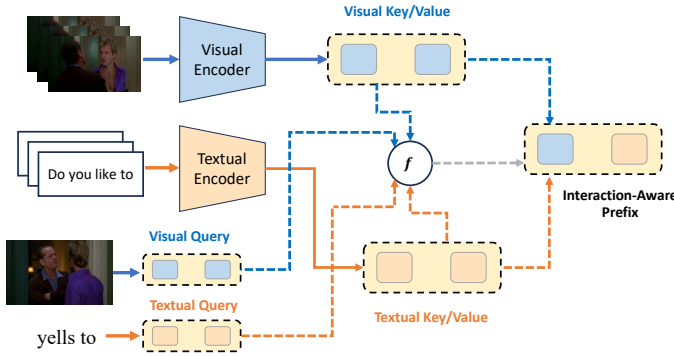 Visual Key/Value
Visual
Encoder
Do you like to
Textual
Encoder
f
Interaction-Aware
Prefix
Visual Query
Textual Query
Textual Key/Value
yells to